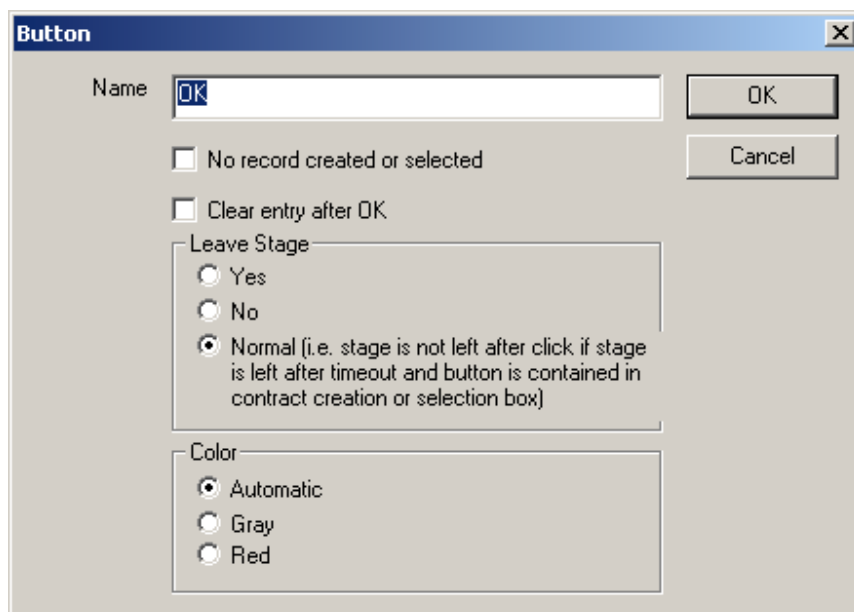 Button
Name
OK
OK
Cancel
No record created or selected
Clear entry after OK
Leave Stage
Yes
No
Normal (i.e. stage is not left after click if stage
is left after timeout and button is contained in
contract creation or selection box)
Color
Automatic
Gray
Red